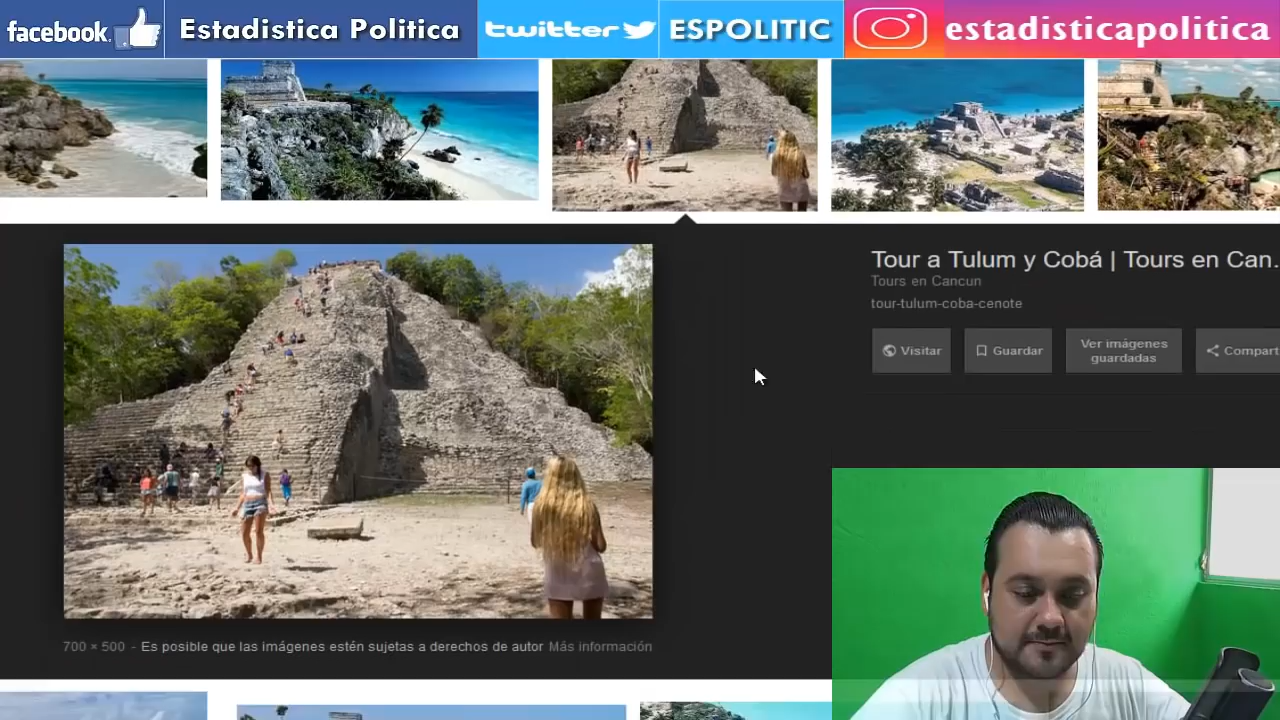 facebook. Estadistica Politica twitter ESPOLITIC estadisticapolitica
Tour a Tulum y Cobá | Tours en Can...
Tours en Cancun
tour-tulum-coba-cenote
Visitar
Guardar
Ver imágenes
guardadas
Compart
700 × 500 - Es posible que las imágenes estén sujetas a derechos de autor Más información